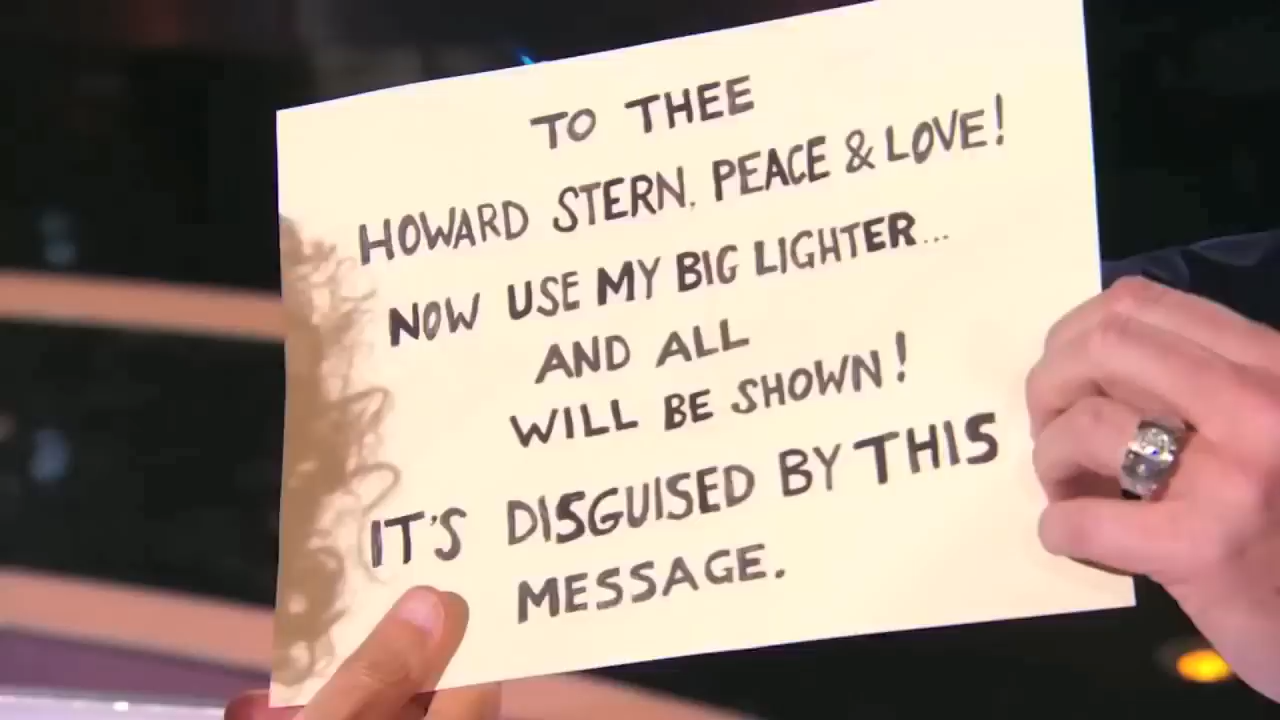 TO THEE
HOWARD STERN. PEACE & LOVE!
NOW USE MY BIG LIGHTER...
AND ALL
WILL BE SHOWN!
IT'S DISGUISED BY THIS
MESSAGE.